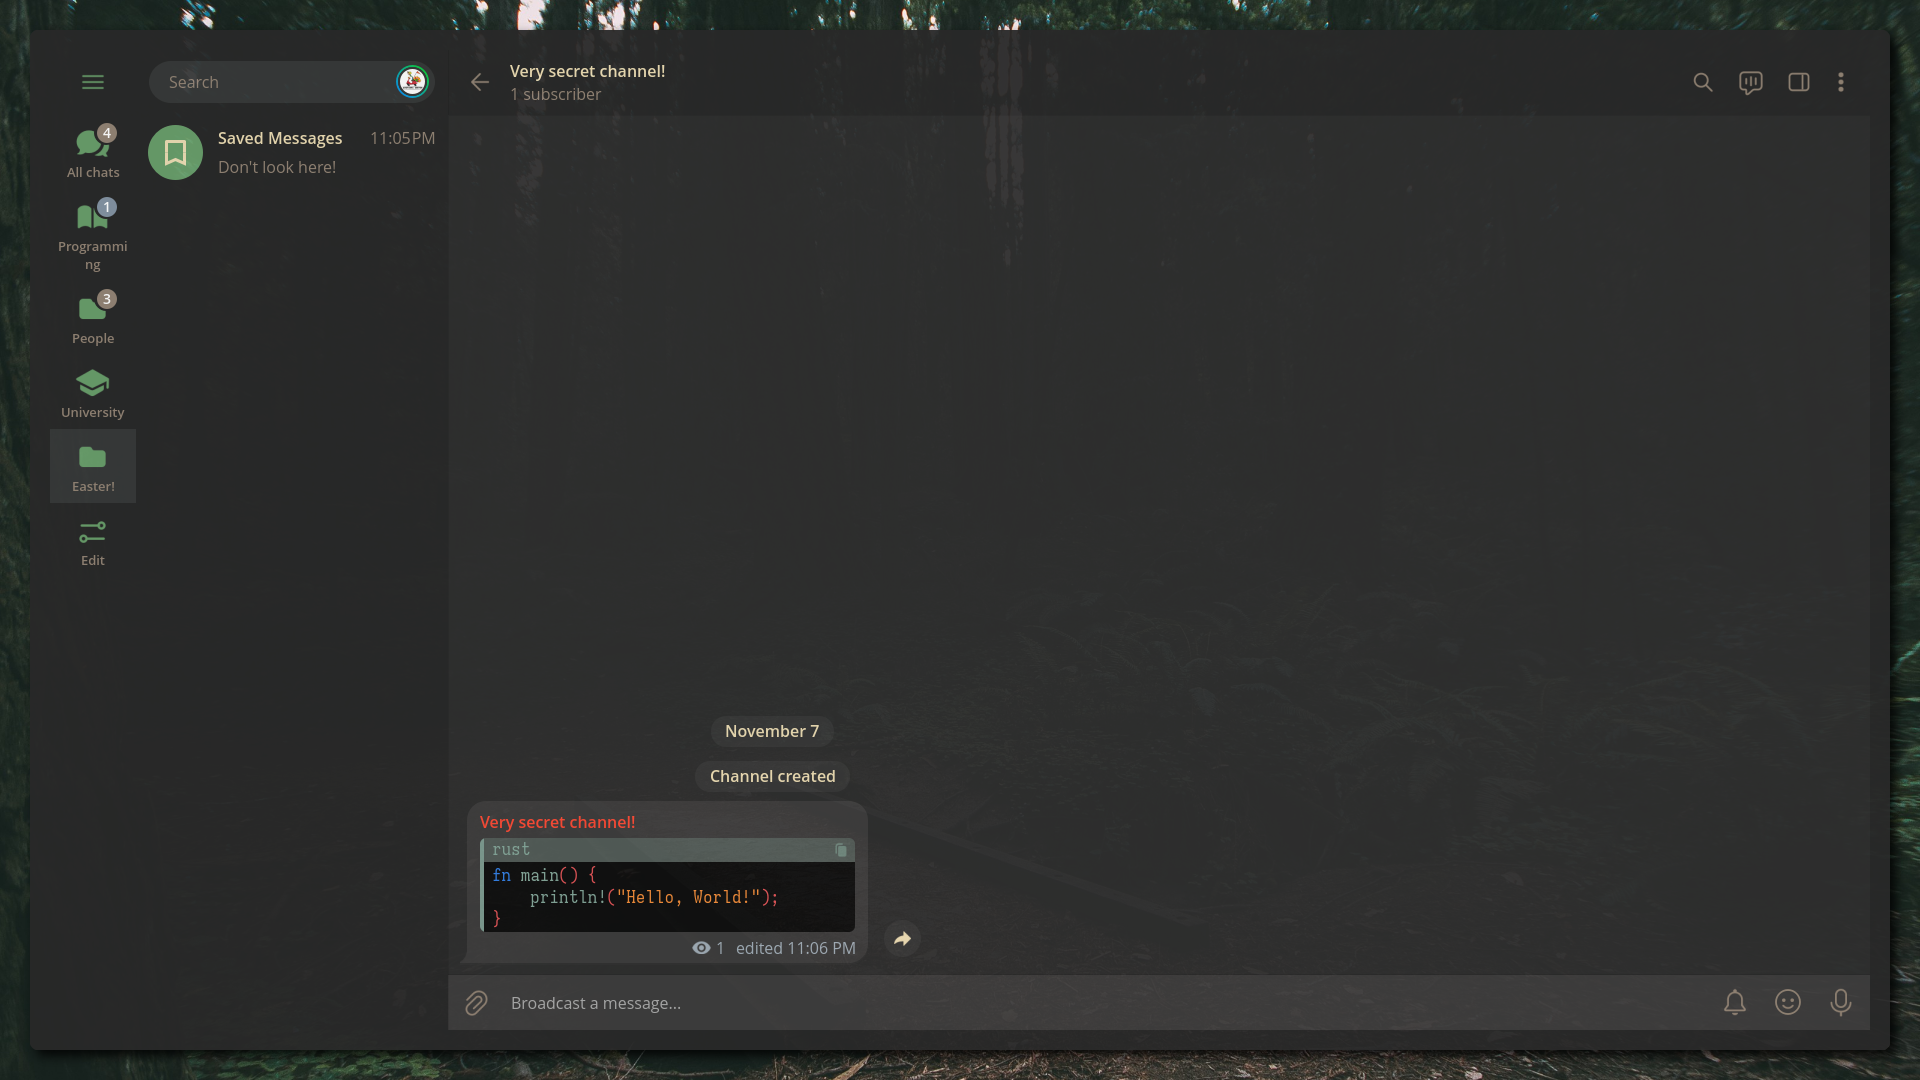 Search
4
All chats
1
Programmi
ng
3
People
University
Easter!
Edit
Saved Messages 11:05PM
Don't look here!
Very secret channel!
1 subscriber
November 7
Channel created
Very secret channel!
rust
fn main() {
    println!("Hello, World!");
}
1 edited 11:06 PM
Broadcast a message...